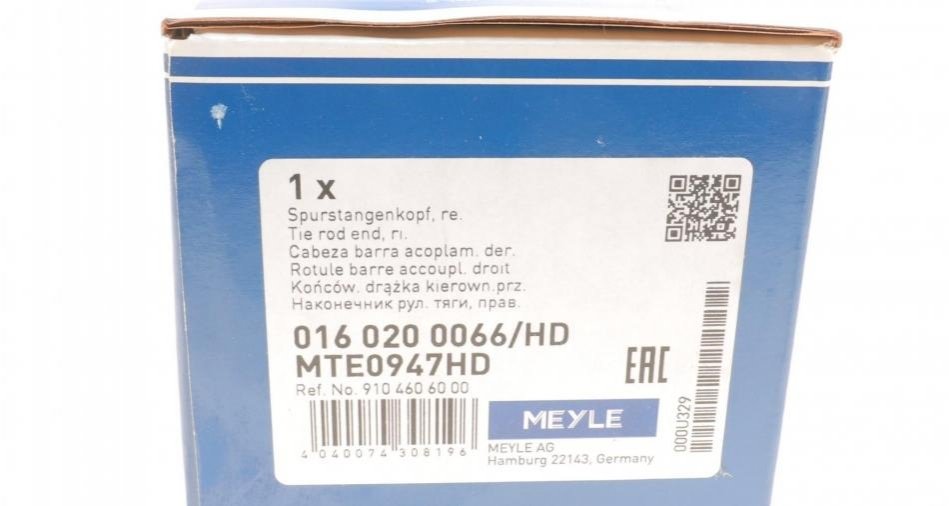 1 x
Spurstangenkopf, re.
Tie rod end, ri.
Cabeza barra acoplam. der.
Rotule barre accoupl. droit
Końców. drążka kierown.prz.
Наконечник рул. тяги, прав.
016 020 0066/HD
MTE0947HD
EAC
Ref. No. 910 460 60 00
4 040074 308196
MEYLE
MEYLE AG
Hamburg 22143, Germany
000U329